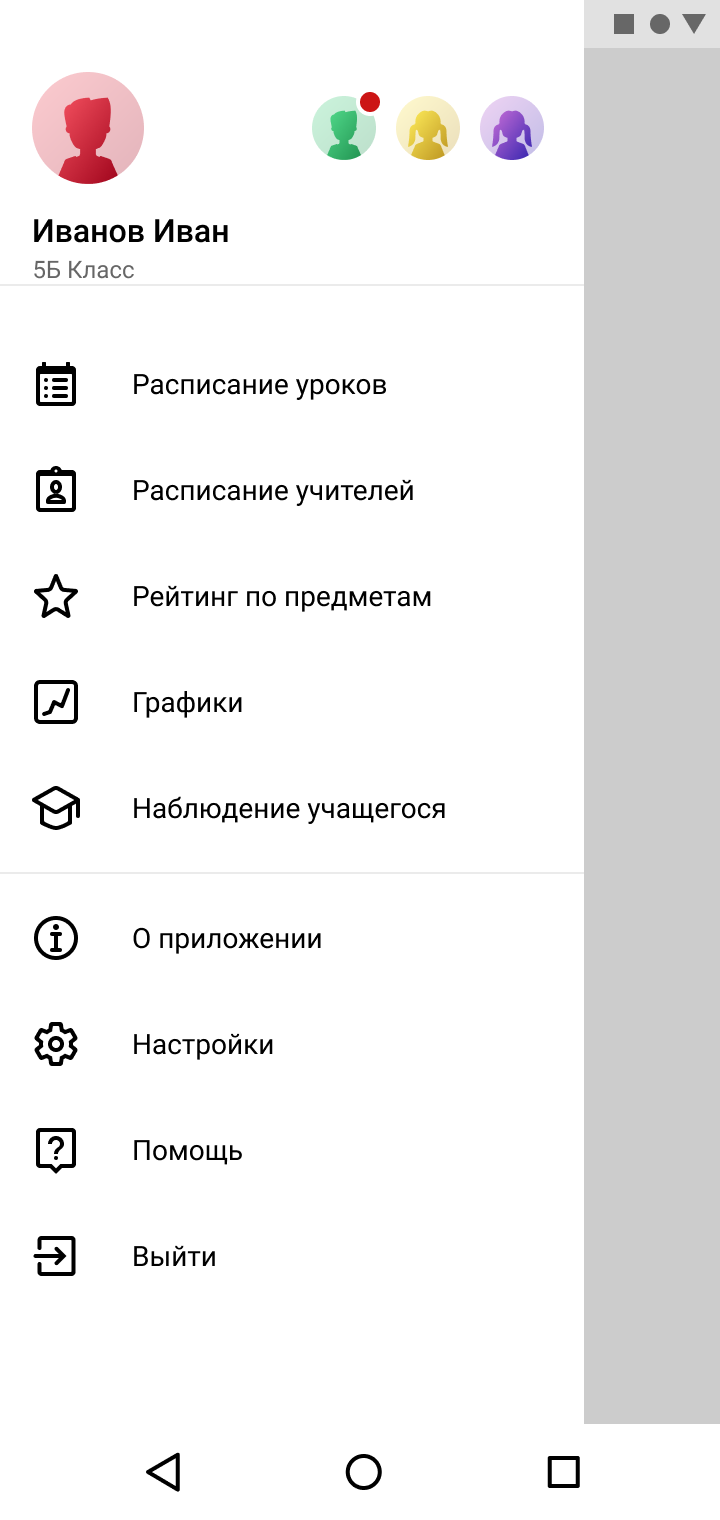 Иванов Иван
5Б Класс
Расписание уроков
Расписание учителей
Рейтинг по предметам
Графики
Наблюдение учащегося
О приложении
Настройки
Помощь
Выйти